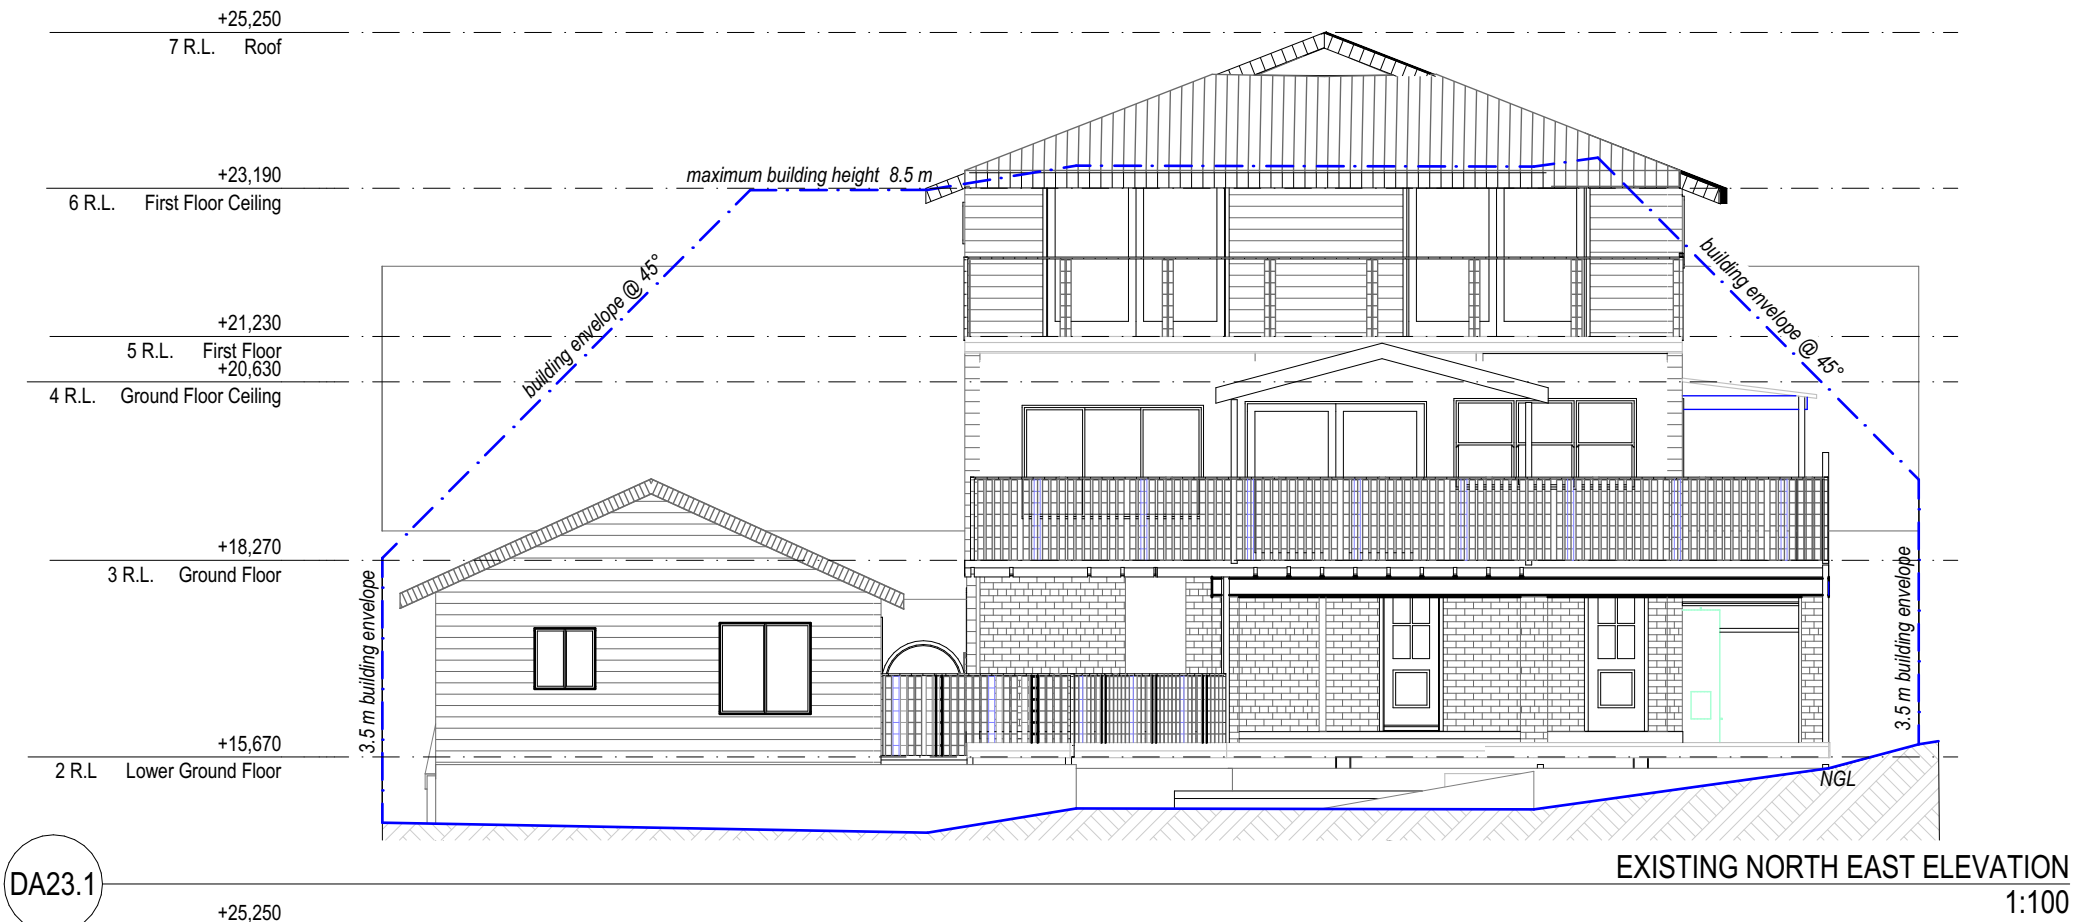 +25,250
7 R.L. Roof
+23,190
6 R.L. First Floor Ceiling
maximum building height 8.5 m
building envelope @ 45°
building envelope @ 45°
+21,230
5 R.L. First Floor
+20,630
4 R.L. Ground Floor Ceiling
+18,270
3 R.L. Ground Floor
3.5 m building envelope
3.5 m building envelope
+15,670
2 R.L Lower Ground Floor
NGL
DA23.1
EXISTING NORTH EAST ELEVATION
1:100
+25,250